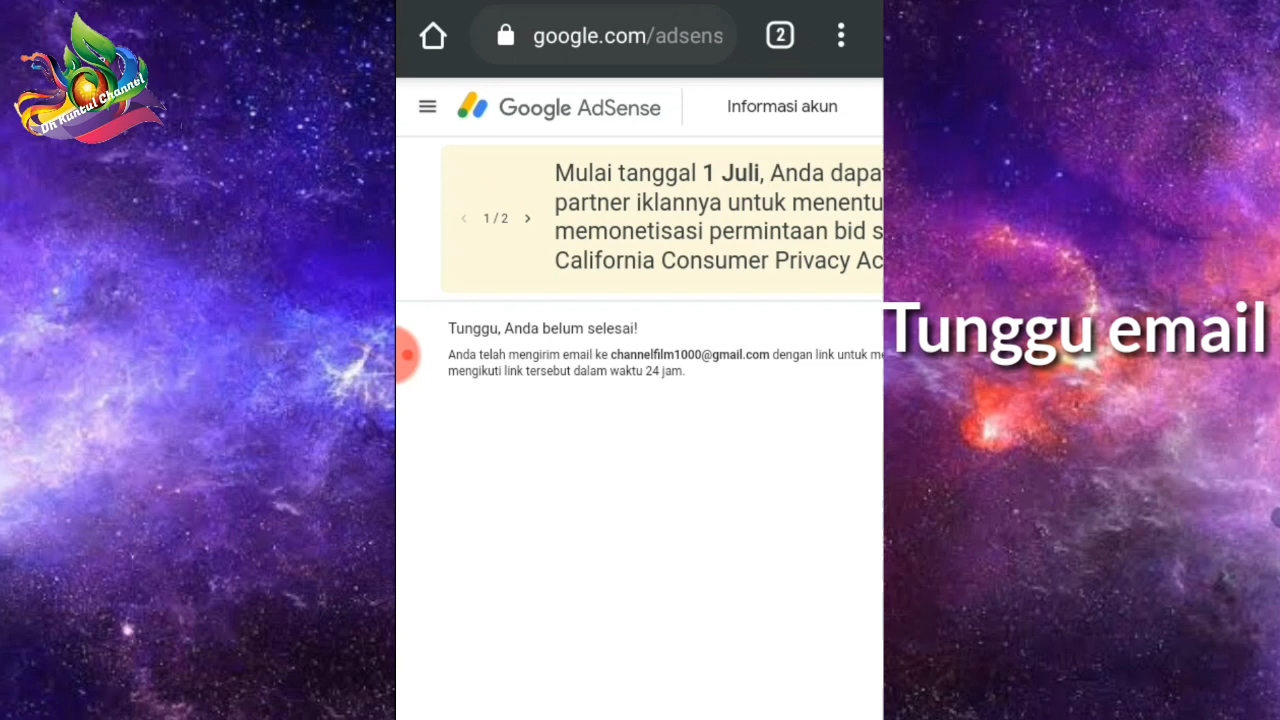 Dn Kuntul Channel
google.com/adsens
2
Google AdSense
Informasi akun
Mulai tanggal 1 Juli, Anda dapa
partner iklannya untuk menentu
memonetisasi permintaan bid s
California Consumer Privacy Ac
1 / 2
Tunggu, Anda belum selesai!
Anda telah mengirim email ke channelfilm1000@gmail.com dengan link untuk me
mengikuti link tersebut dalam waktu 24 jam.
Tunggu email